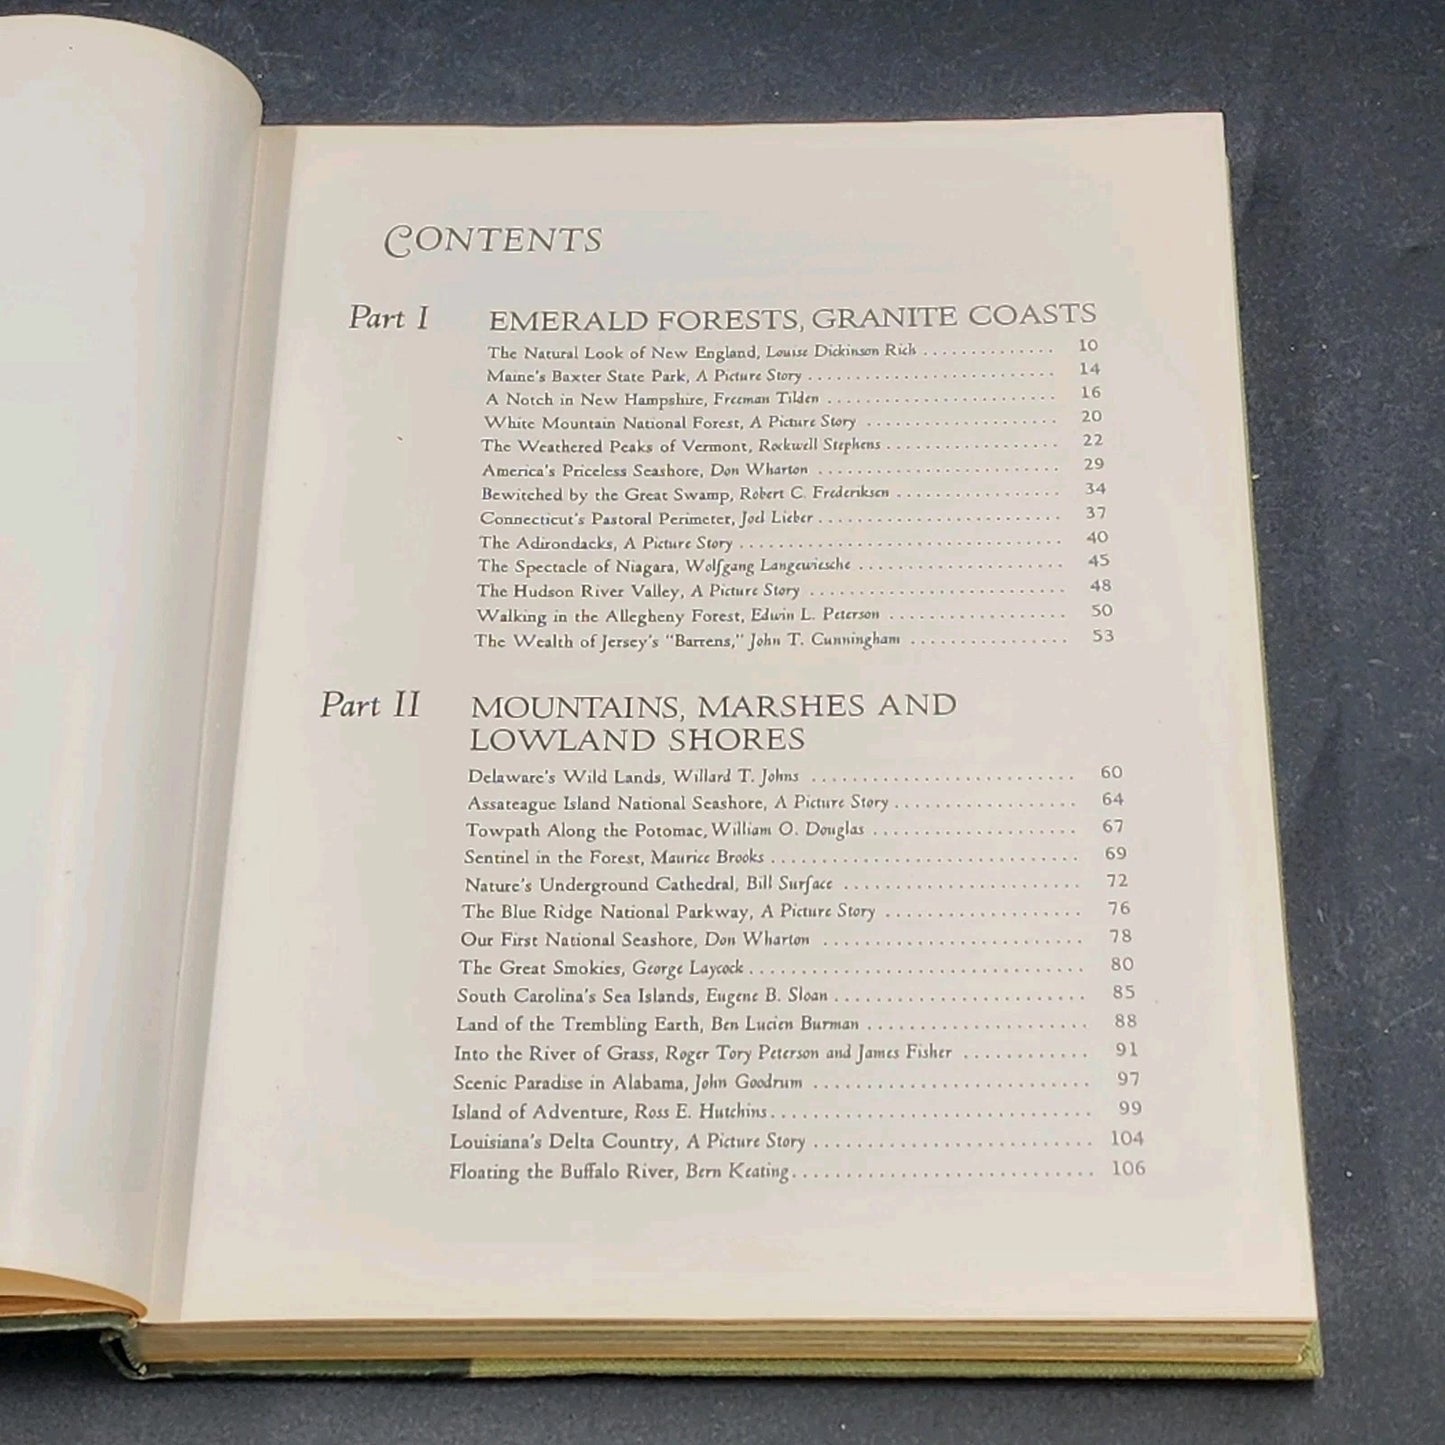 CONTENTS
Part I EMERALD FORESTS, GRANITE COASTS
The Natural Look of New England, Louise Dickinson Rich . . . . . . . . . . . . . . 10
Maine's Baxter State Park, A Picture Story . . . . . . . . . . . . . . . . . . . . . . . . . 14
A Notch in New Hampshire, Freeman Tilden . . . . . . . . . . . . . . . . . . . . . . . 16
White Mountain National Forest, A Picture Story . . . . . . . . . . . . . . . . . . . 20
The Weathered Peaks of Vermont, Rockwell Stephens . . . . . . . . . . . . . . . . . 22
America's Priceless Seashore, Don Wharton . . . . . . . . . . . . . . . . . . . . . . . . 29
Bewitched by the Great Swamp, Robert C. Frederiksen . . . . . . . . . . . . . . . . 34
Connecticut's Pastoral Perimeter, Joel Lieber . . . . . . . . . . . . . . . . . . . . . . . . 37
The Adirondacks, A Picture Story . . . . . . . . . . . . . . . . . . . . . . . . . . . . . . . . 40
The Spectacle of Niagara, Wolfgang Langewiesche . . . . . . . . . . . . . . . . . . . . 45
The Hudson River Valley, A Picture Story . . . . . . . . . . . . . . . . . . . . . . . . . 48
Walking in the Allegheny Forest, Edwin L. Peterson . . . . . . . . . . . . . . . . . . 50
The Wealth of Jersey's "Barrens," John T. Cunningham . . . . . . . . . . . . . . . . 53
Part II MOUNTAINS, MARSHES AND
LOWLAND SHORES
Delaware's Wild Lands, Willard T. Johns . . . . . . . . . . . . . . . . . . . . . . . . . . 60
Assateague Island National Seashore, A Picture Story . . . . . . . . . . . . . . . . . . 64
Towpath Along the Potomac, William O. Douglas . . . . . . . . . . . . . . . . . . . . 67
Sentinel in the Forest, Maurice Brooks . . . . . . . . . . . . . . . . . . . . . . . . . . . . . . 69
Nature's Underground Cathedral, Bill Surface . . . . . . . . . . . . . . . . . . . . . . . 72
The Blue Ridge National Parkway, A Picture Story . . . . . . . . . . . . . . . . . . . 76
Our First National Seashore, Don Wharton . . . . . . . . . . . . . . . . . . . . . . . . . 78
The Great Smokies, George Laycock . . . . . . . . . . . . . . . . . . . . . . . . . . . . . . . . 80
South Carolina's Sea Islands, Eugene B. Sloan . . . . . . . . . . . . . . . . . . . . . . . . 85
Land of the Trembling Earth, Ben Lucien Burman . . . . . . . . . . . . . . . . . . . . . 88
Into the River of Grass, Roger Tory Peterson and James Fisher . . . . . . . . . . . . 91
Scenic Paradise in Alabama, John Goodrum . . . . . . . . . . . . . . . . . . . . . . . . . . 97
Island of Adventure, Ross E. Hutchins . . . . . . . . . . . . . . . . . . . . . . . . . . . . . . 99
Louisiana's Delta Country, A Picture Story . . . . . . . . . . . . . . . . . . . . . . . . . . 104
Floating the Buffalo River, Bern Keating . . . . . . . . . . . . . . . . . . . . . . . . . . . . 106